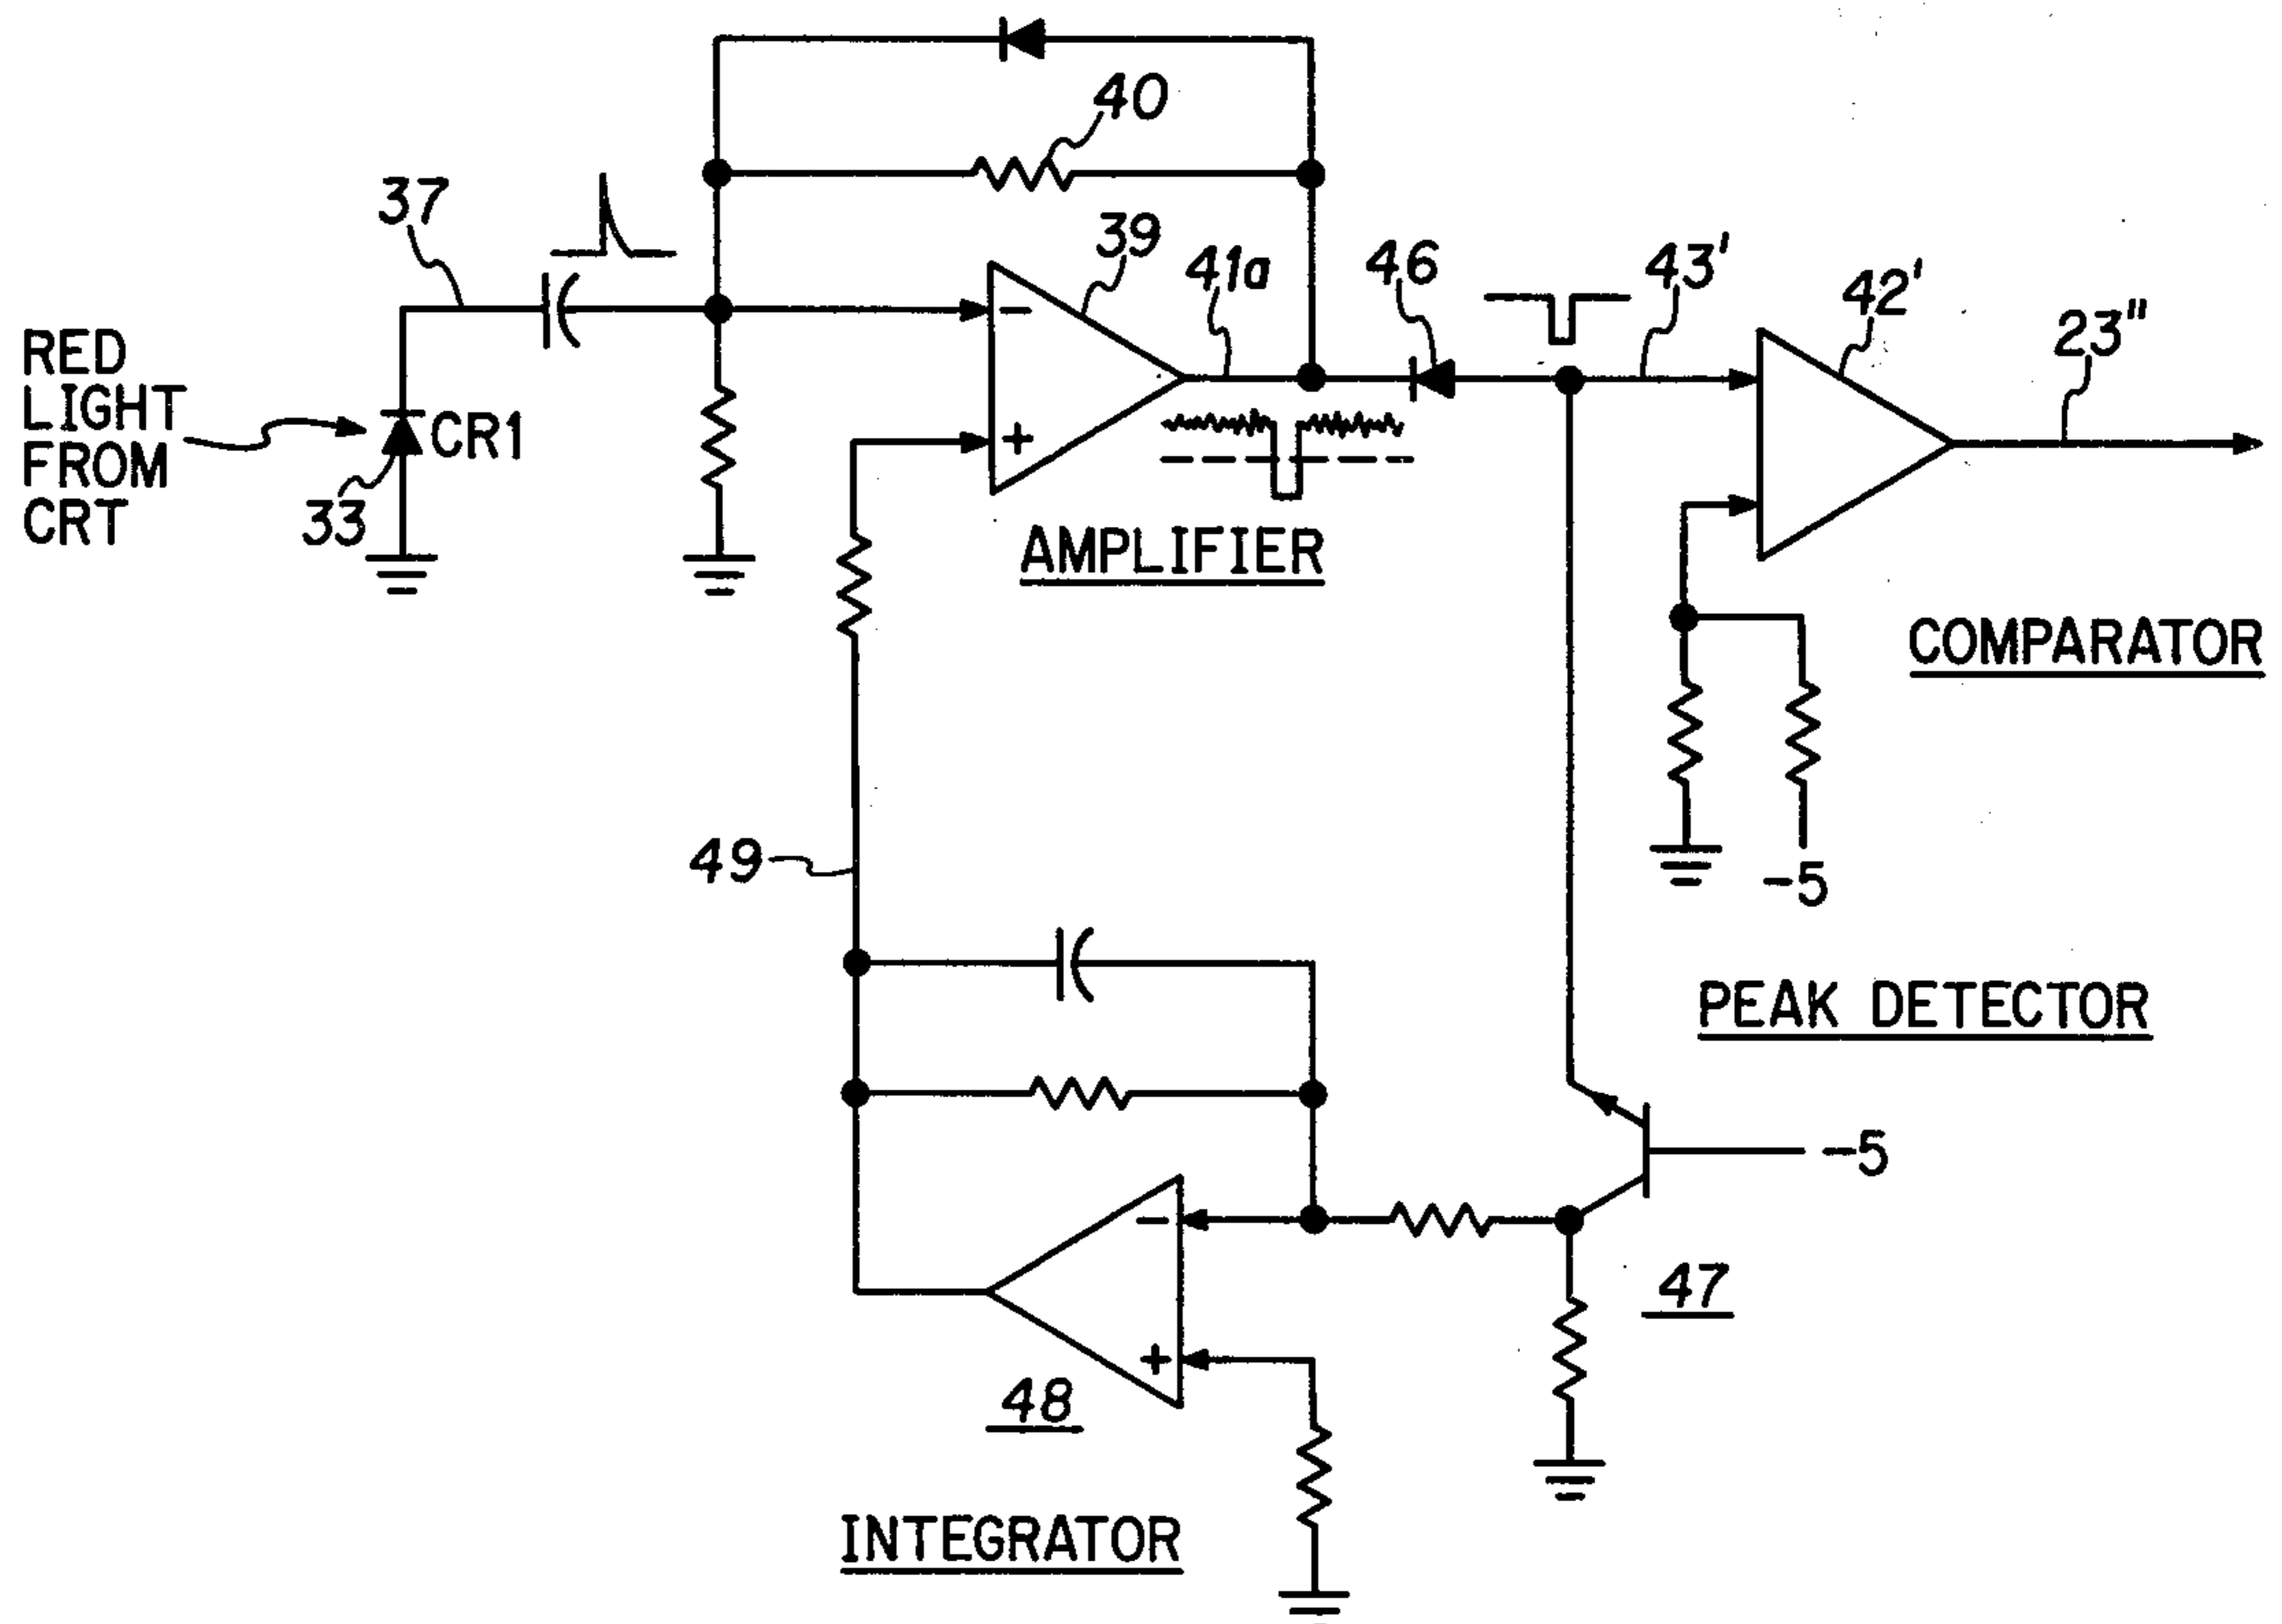 40
37
39
41a
46
43'
42'
23"
RED
LIGHT
FROM
CRT
CR1
33
-
+
AMPLIFIER
COMPARATOR
49
-5
PEAK DETECTOR
-5
-
47
+
48
INTEGRATOR